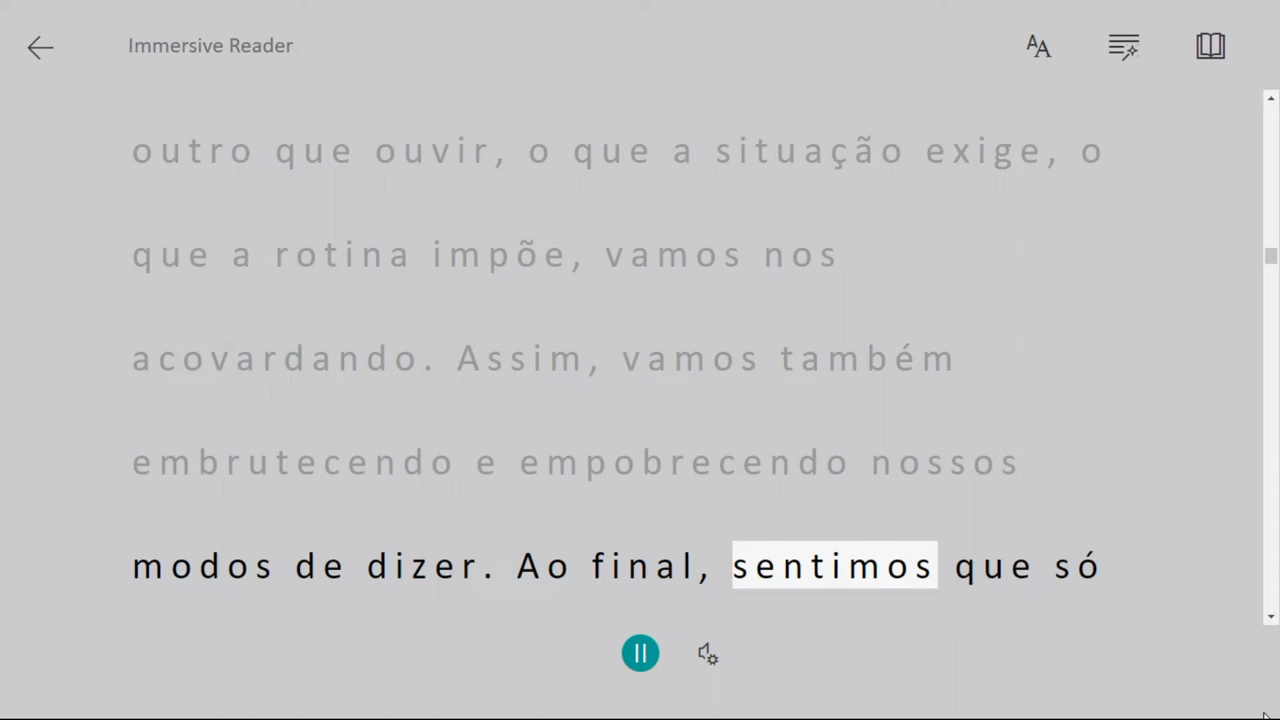 Immersive Reader
outro que ouvir, o que a situação exige, o
que a rotina impõe, vamos nos
acovardando. Assim, vamos também
embrutecendo e empobrecendo nossos
modos de dizer. Ao final, sentimos que só